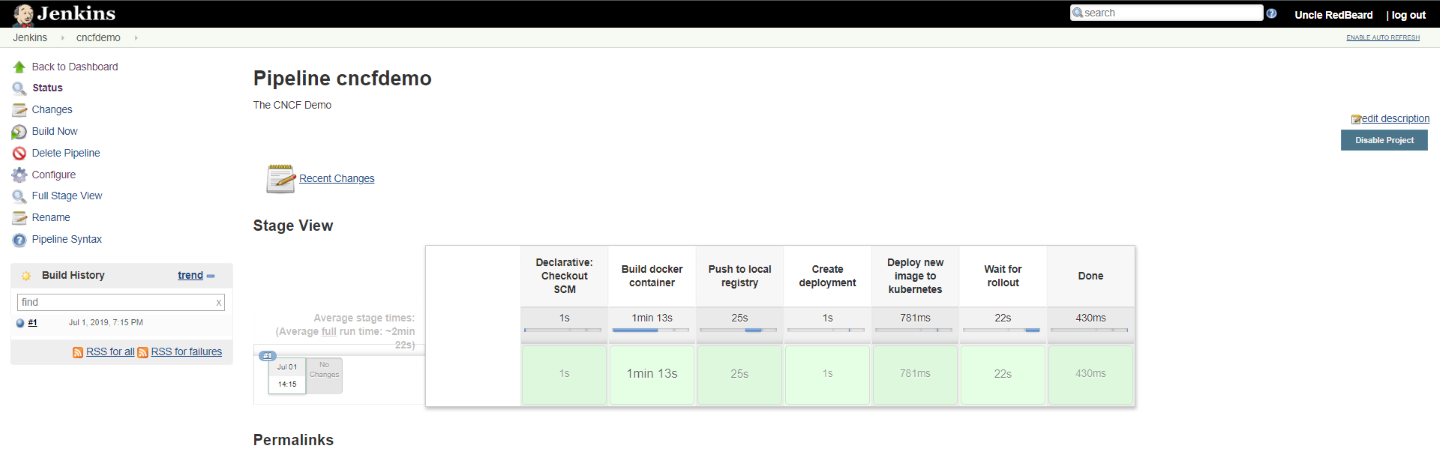 Jenkins
search
Uncle RedBeard
| log out
Jenkins
cncfdemo
ENABLE AUTO REFRESH
Back to Dashboard
Status
Changes
Build Now
Delete Pipeline
Configure
Full Stage View
Rename
Pipeline Syntax
Build History
trend
find
x
#1
Jul 1, 2019, 7:15 PM
RSS for all
RSS for failures
Pipeline cncfdemo
The CNCF Demo
edit description
Disable Project
Recent Changes
Stage View
Average stage times:
(Average full run time: ~2min
22s)
#1
Jul 01
14:15
No
Changes
Declarative:
Checkout
SCM
Build docker
container
Push to local
registry
Create
deployment
Deploy new
image to
kubernetes
Wait for
rollout
Done
1s
1min 13s
25s
1s
781ms
22s
430ms
1s
1min 13s
25s
1s
781ms
22s
430ms
Permalinks